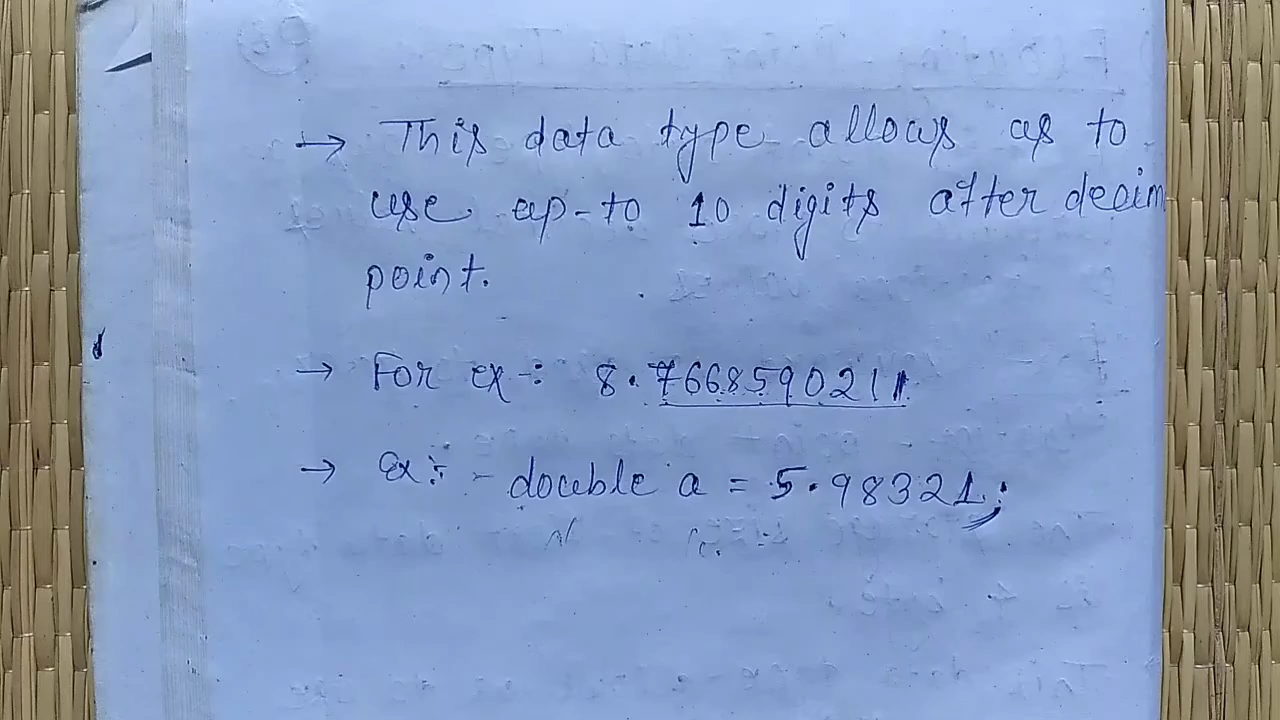 → This data type allows us to
use up-to 10 digits after decim
point.
→ For ex-: 8.7668590211
→ Ex:- - double a = 5.98321;